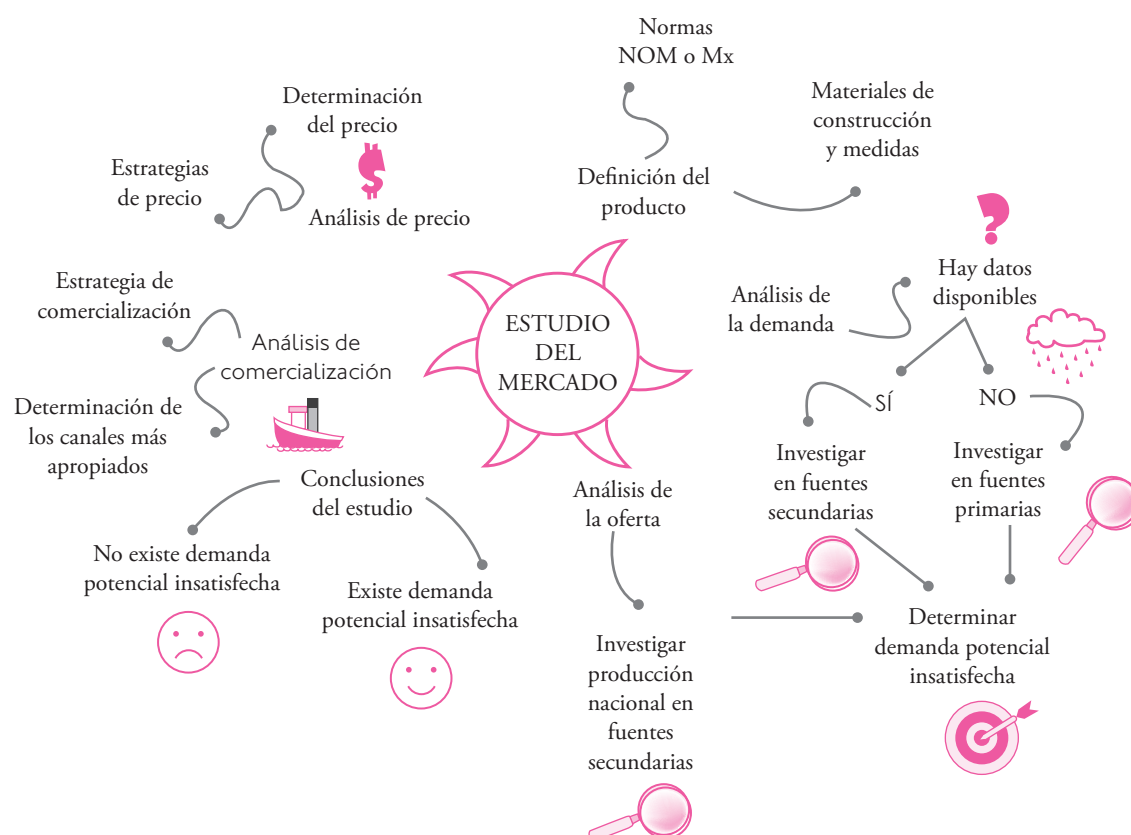 Normas
NOM o Mx
Materiales de
construcción
y medidas
Definición del
producto
Determinación
del precio
Estrategias
de precio
Análisis de precio
Hay datos
disponibles
Análisis de
la demanda
SÍ
NO
Investigar
en fuentes
secundarias
Investigar
en fuentes
primarias
Determinar
demanda potencial
insatisfecha
ESTUDIO
DEL
MERCADO
Estrategia de
comercialización
Análisis de
comercialización
Determinación de
los canales más
apropiados
Conclusiones
del estudio
No existe demanda
potencial insatisfecha
Existe demanda
potencial insatisfecha
Análisis de
la oferta
Investigar
producción
nacional en
fuentes
secundarias